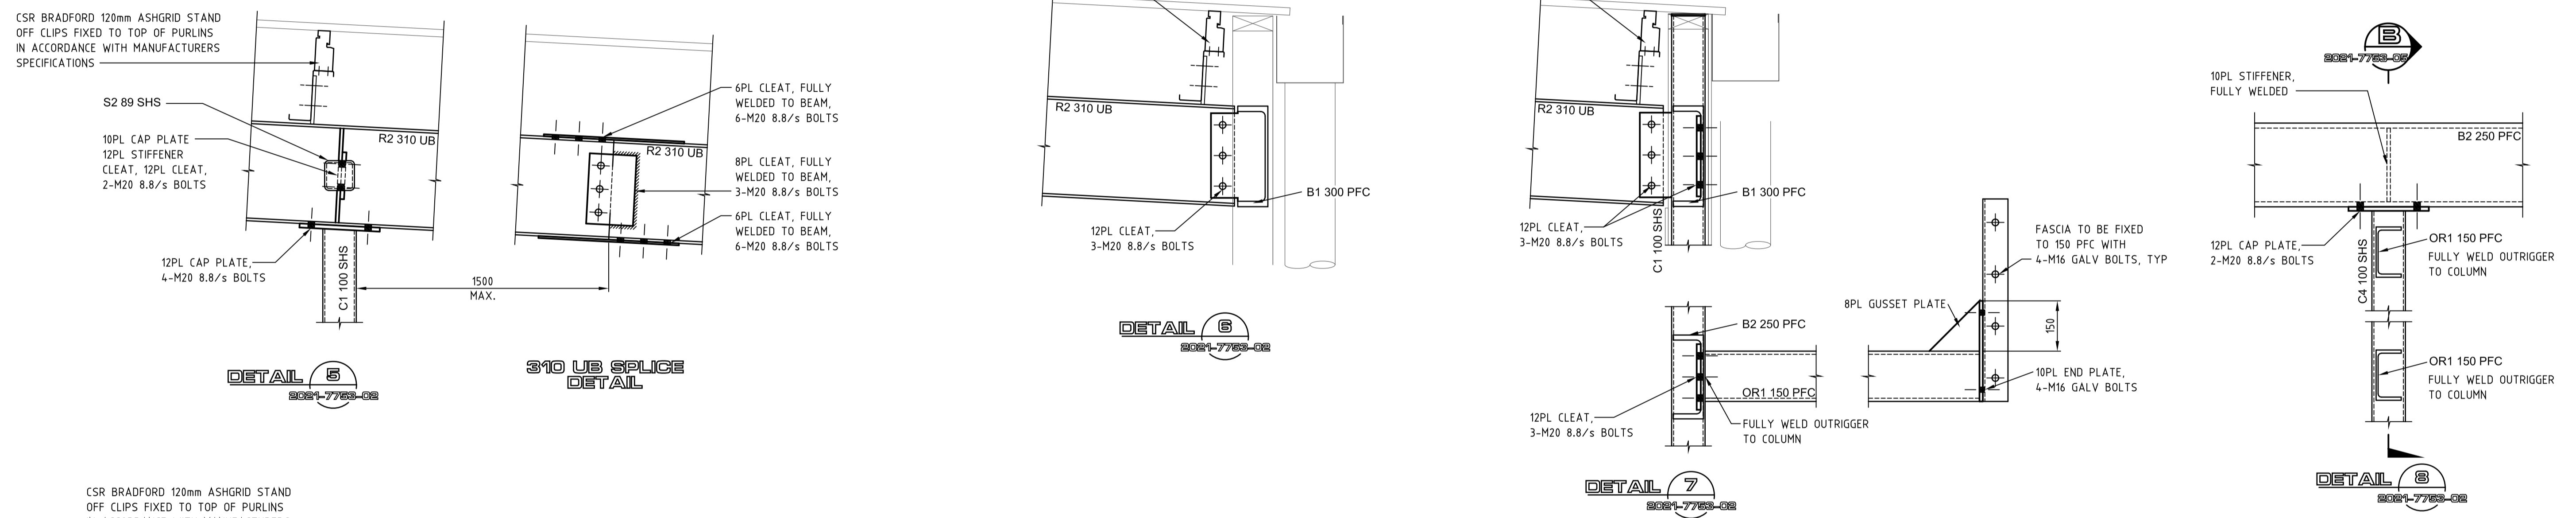 CSR BRADFORD 120mm ASHGRID STAND
OFF CLIPS FIXED TO TOP OF PURLINS
IN ACCORDANCE WITH MANUFACTURERS
SPECIFICATIONS
S2 89 SHS
10PL CAP PLATE
12PL STIFFENER
CLEAT, 12PL CLEAT,
2-M20 8.8/s BOLTS
R2 310 UB
12PL CAP PLATE,
4-M20 8.8/s BOLTS
C1 100 SHS
1500
MAX.
DETAIL 5
2021-7753-02
6PL CLEAT, FULLY
WELDED TO BEAM,
6-M20 8.8/s BOLTS
R2 310 UB
8PL CLEAT, FULLY
WELDED TO BEAM,
3-M20 8.8/s BOLTS
6PL CLEAT, FULLY
WELDED TO BEAM,
6-M20 8.8/s BOLTS
310 UB SPLICE
DETAIL
R2 310 UB
B1 300 PFC
12PL CLEAT,
3-M20 8.8/s BOLTS
DETAIL 6
2021-7753-02
R2 310 UB
B1 300 PFC
12PL CLEAT,
3-M20 8.8/s BOLTS
C1 100 SHS
B2 250 PFC
OR1 150 PFC
12PL CLEAT,
3-M20 8.8/s BOLTS
FULLY WELD OUTRIGGER
TO COLUMN
8PL GUSSET PLATE
150
FASCIA TO BE FIXED
TO 150 PFC WITH
4-M16 GALV BOLTS, TYP
10PL END PLATE,
4-M16 GALV BOLTS
DETAIL 7
2021-7753-02
B
2021-7753-05
10PL STIFFENER,
FULLY WELDED
B2 250 PFC
12PL CAP PLATE,
2-M20 8.8/s BOLTS
C4 100 SHS
OR1 150 PFC
FULLY WELD OUTRIGGER
TO COLUMN
OR1 150 PFC
FULLY WELD OUTRIGGER
TO COLUMN
DETAIL 8
2021-7753-02
CSR BRADFORD 120mm ASHGRID STAND
OFF CLIPS FIXED TO TOP OF PURLINS